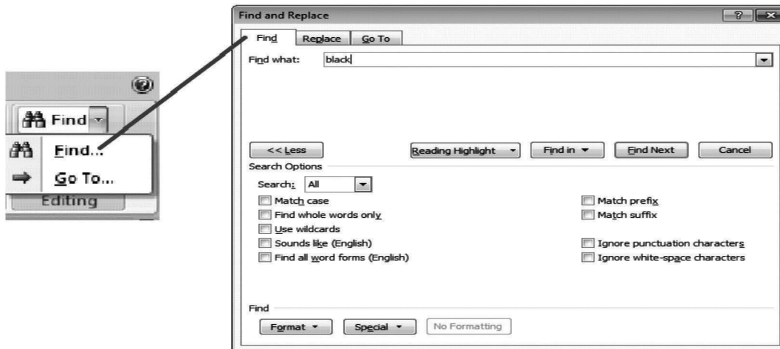 Find
Find...
Go To...
Editing
Find and Replace
Find Replace Go To
Find what: black
<< Less Reading Highlight Find in Find Next Cancel
Search Options
Search: All
Match case Match prefix
Find whole words only Match suffix
Use wildcards
Sounds like (English) Ignore punctuation characters
Find all word forms (English) Ignore white-space characters
Find
Format Special No Formatting